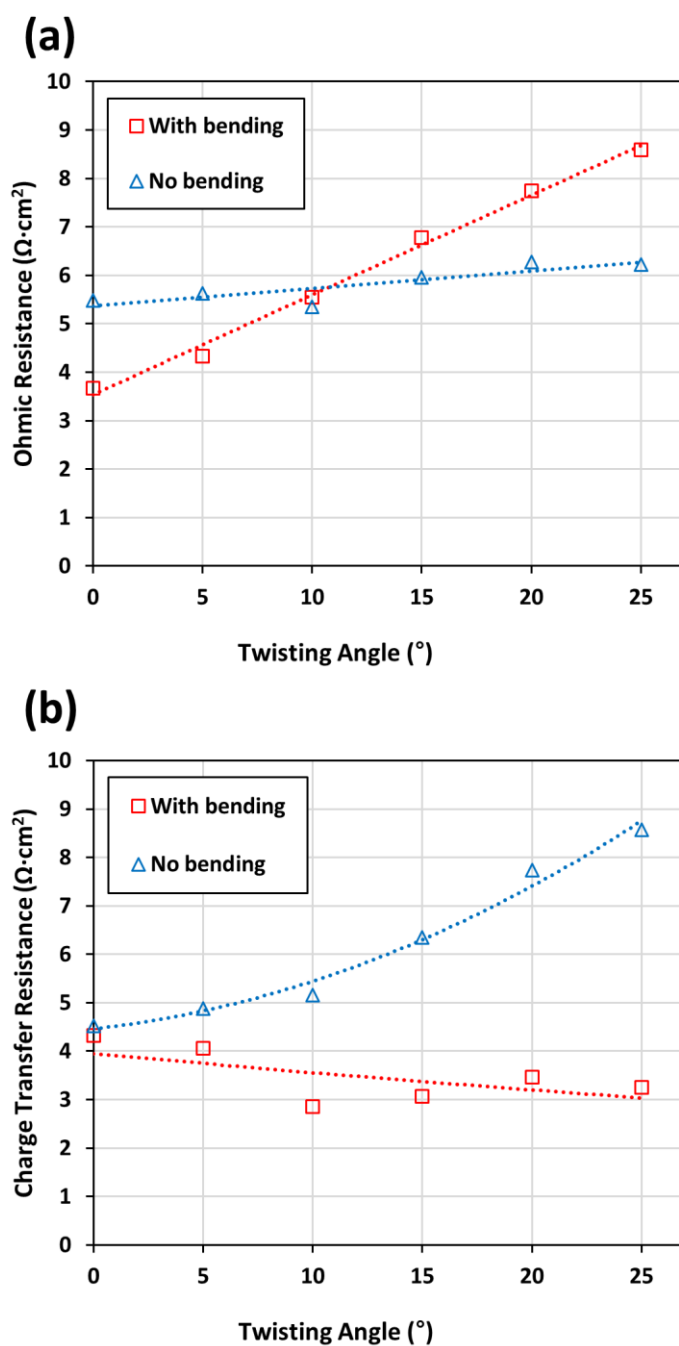 (a)
10
9
8
7
6
5
4
3
2
1
0
Ohmic Resistance (Ω·cm²)
With bending
No bending
0 5 10 15 20 25
Twisting Angle (°)
(b)
10
9
8
7
6
5
4
3
2
1
0
Charge Transfer Resistance (Ω·cm²)
With bending
No bending
0 5 10 15 20 25
Twisting Angle (°)